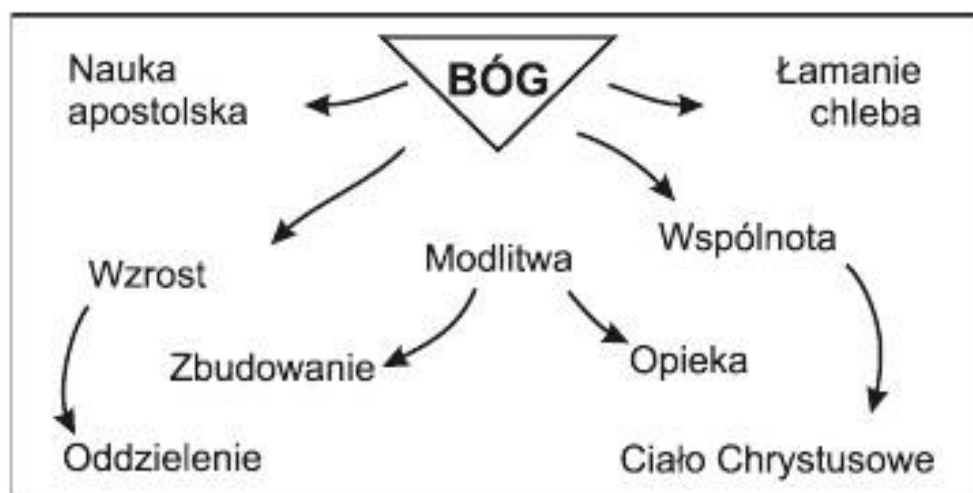 Nauka
apostolska
BÓG
Łamanie
chleba
Wzrost
Modlitwa
Wspólnota
Zbudowanie
Opieka
Oddzielenie
Ciało Chrystusowe